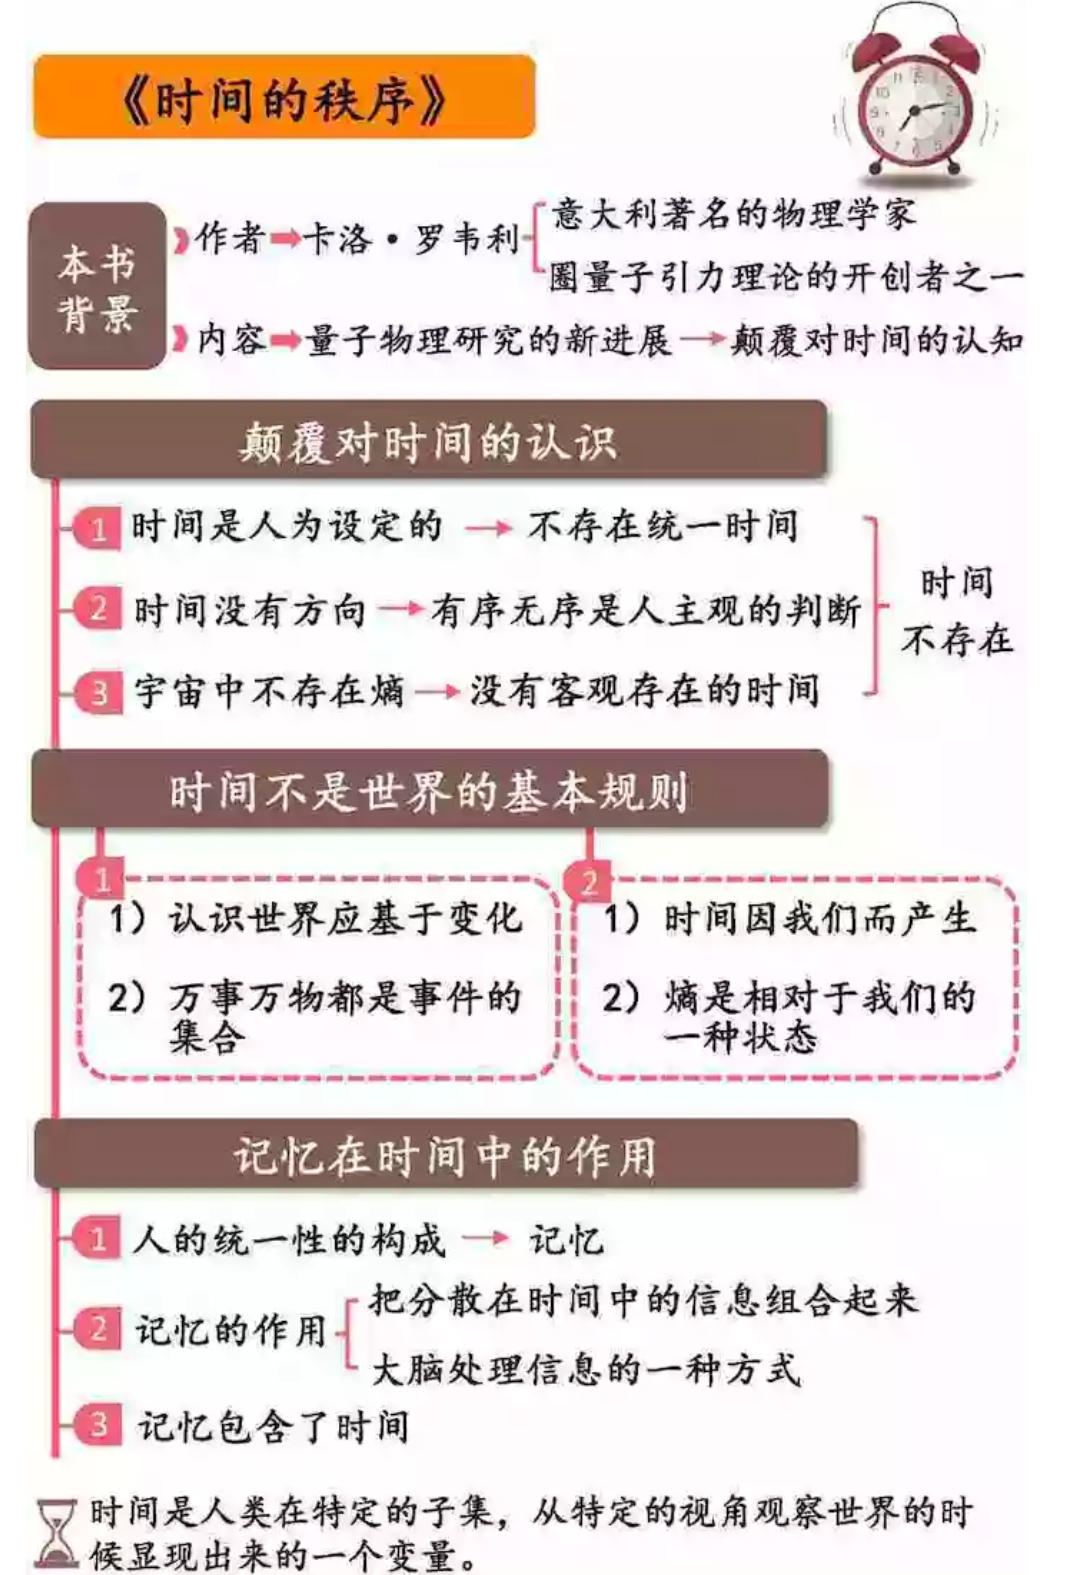 《时间的秩序》
本书
背景
作者→卡洛·罗韦利
意大利著名的物理学家
圈量子引力理论的开创者之一
内容→量子物理研究的新进展→颠覆对时间的认知
颠覆对时间的认识
1 时间是人为设定的 → 不存在统一时间
2 时间没有方向→有序无序是人主观的判断
3 宇宙中不存在熵→没有客观存在的时间
时间
不存在
时间不是世界的基本规则
1
1）认识世界应基于变化
2）万事万物都是事件的
集合
2
1）时间因我们而产生
2）熵是相对于我们的
一种状态
记忆在时间中的作用
1 人的统一性的构成 → 记忆
2 记忆的作用
把分散在时间中的信息组合起来
大脑处理信息的一种方式
3 记忆包含了时间
时间是人类在特定的子集，从特定的视角观察世界的时
候显现出来的一个变量。